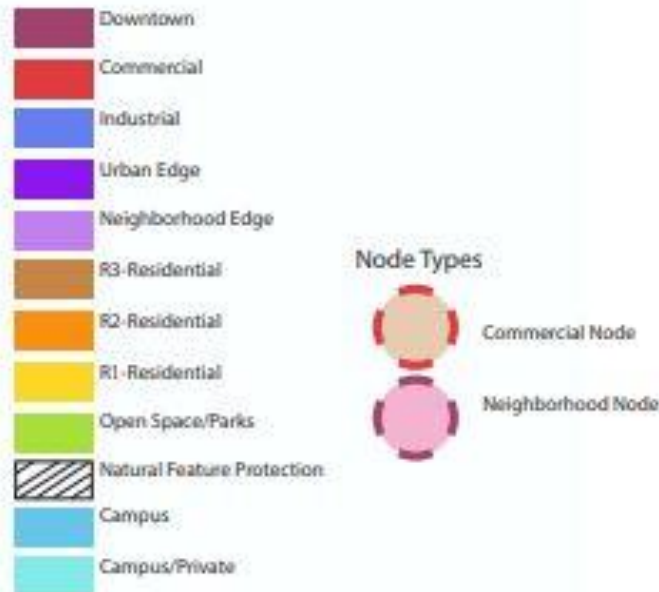 Downtown
Commercial
Industrial
Urban Edge
Neighborhood Edge
R3-Residential
R2-Residential
R1-Residential
Open Space/Parks
Natural Feature Protection
Campus
Campus/Private
Node Types
Commercial Node
Neighborhood Node